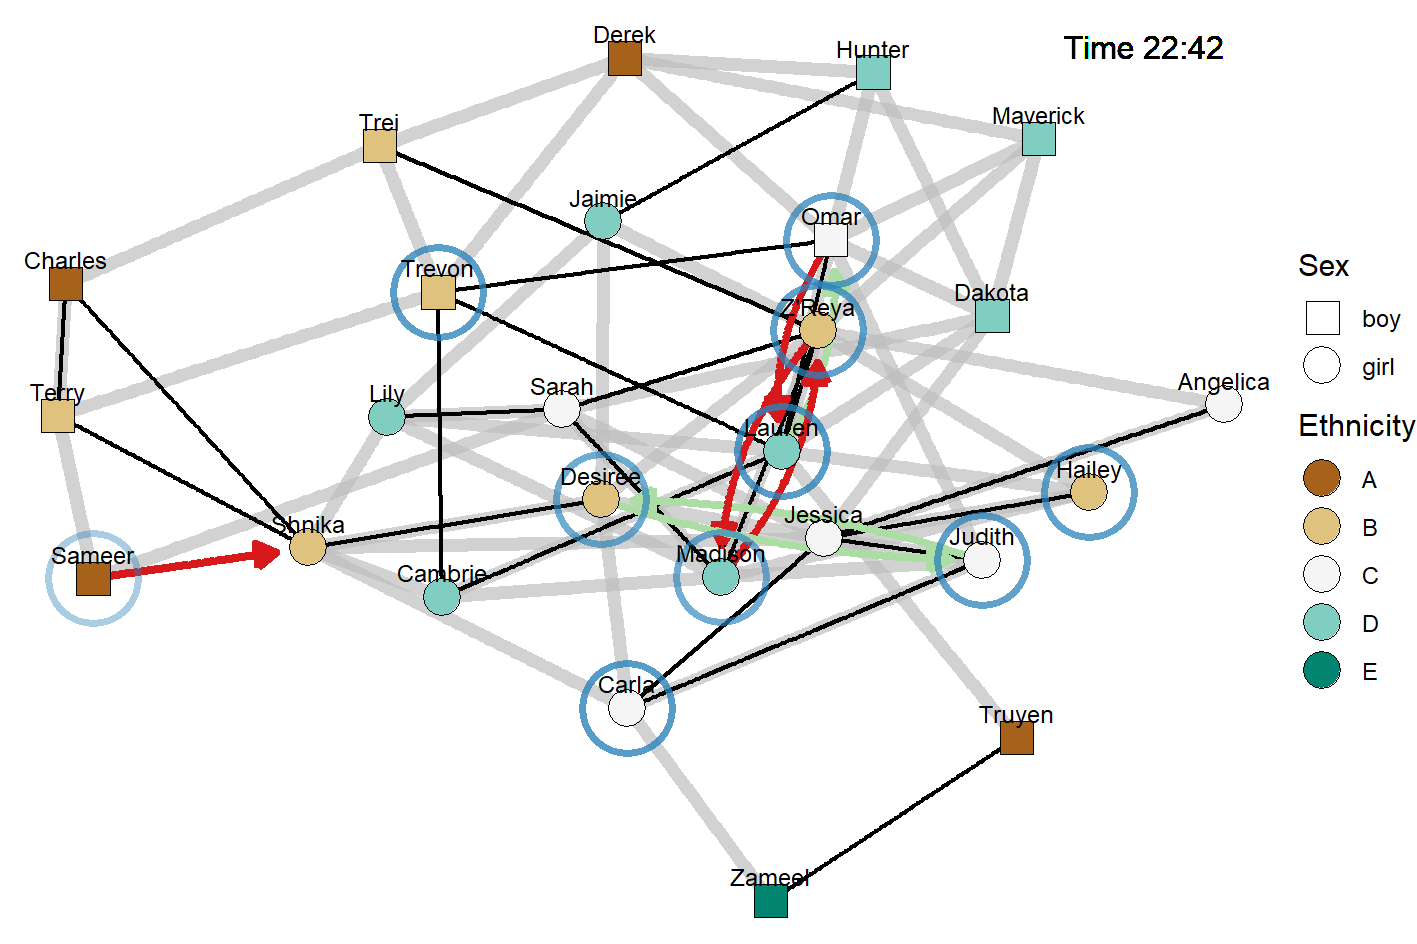 Time 22:42
Derek
Hunter
Maverick
Trei
Jaimie
Omar
Charles
Trevon
Dakota
Z'Reya
Terry
Lily
Sarah
Angelica
Lauren
Desiree
Hailey
Jessica
Shnika
Judith
Sameer
Madison
Cambrie
Carla
Truyen
Zameel
Sex
boy
girl
Ethnicity
A
B
C
D
E